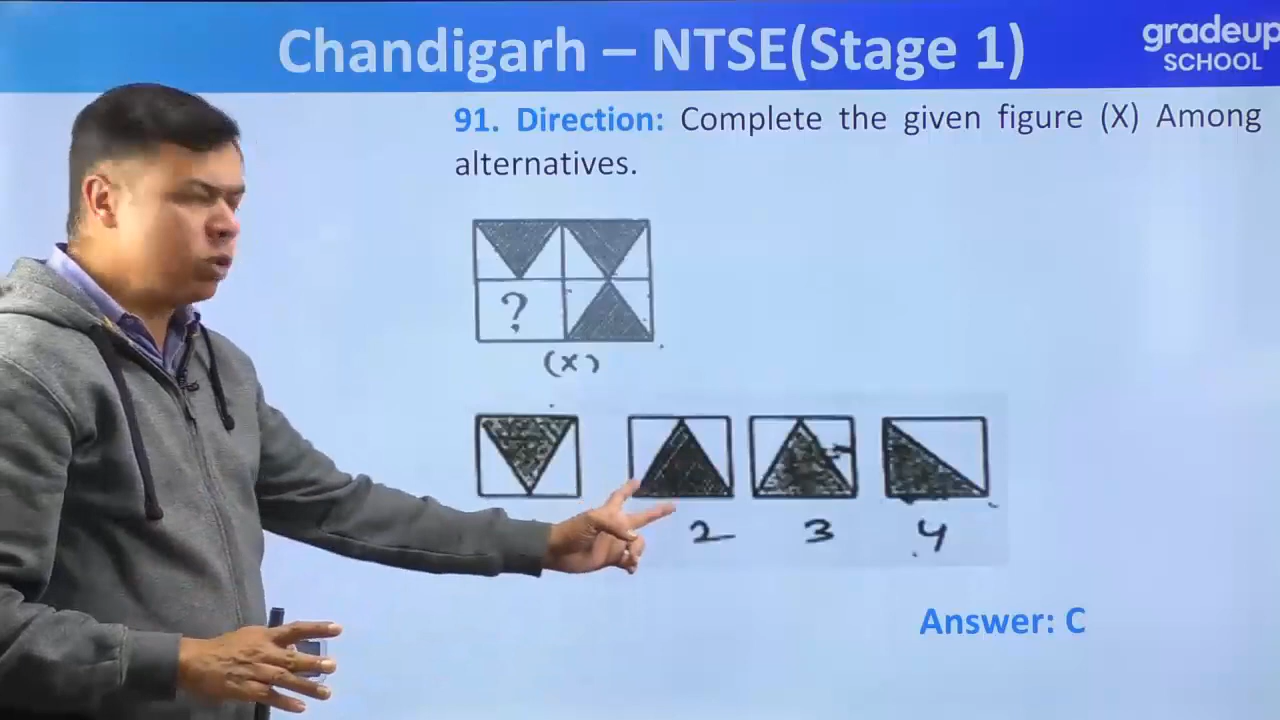 Chandigarh – NTSE(Stage 1)
gradeup
SCHOOL
91. Direction: Complete the given figure (X) Among
alternatives.
?
(X)
2 3 4
Answer: C